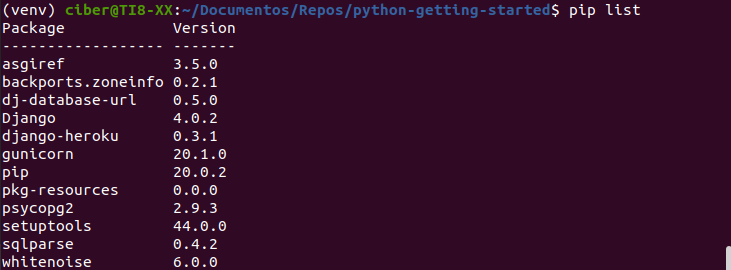 (venv) ciber@TI8-XX:~/Documentos/Repos/python-getting-started$ pip list
Package            Version
------------------ -------
asgiref            3.5.0
backports.zoneinfo 0.2.1
dj-database-url    0.5.0
Django             4.0.2
django-heroku      0.3.1
gunicorn           20.1.0
pip                20.0.2
pkg-resources      0.0.0
psycopg2           2.9.3
setuptools         44.0.0
sqlparse           0.4.2
whitenoise         6.0.0